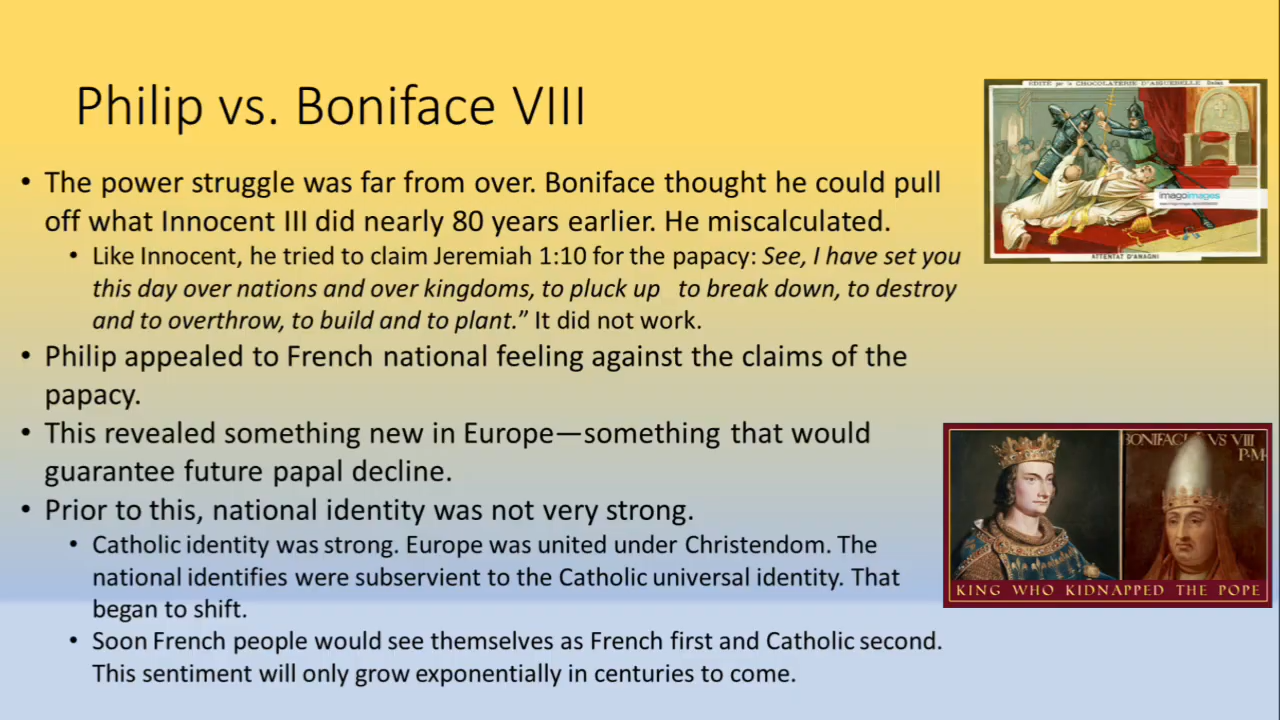 Philip vs. Boniface VIII
• The power struggle was far from over. Boniface thought he could pull
off what Innocent III did nearly 80 years earlier. He miscalculated.
• Like Innocent, he tried to claim Jeremiah 1:10 for the papacy: See, I have set you
this day over nations and over kingdoms, to pluck up to break down, to destroy
and to overthrow, to build and to plant.” It did not work.
• Philip appealed to French national feeling against the claims of the
papacy.
• This revealed something new in Europe—something that would
guarantee future papal decline.
• Prior to this, national identity was not very strong.
• Catholic identity was strong. Europe was united under Christendom. The
national identifies were subservient to the Catholic universal identity. That
began to shift.
• Soon French people would see themselves as French first and Catholic second.
This sentiment will only grow exponentially in centuries to come.
EDITÉ par la CHOCOLATERIE D'AIGUEBELLE
imagoimages
ATTENTAT D'ANAGNI
BONIFACIVS VIII
P·M·
KING WHO KIDNAPPED THE POPE